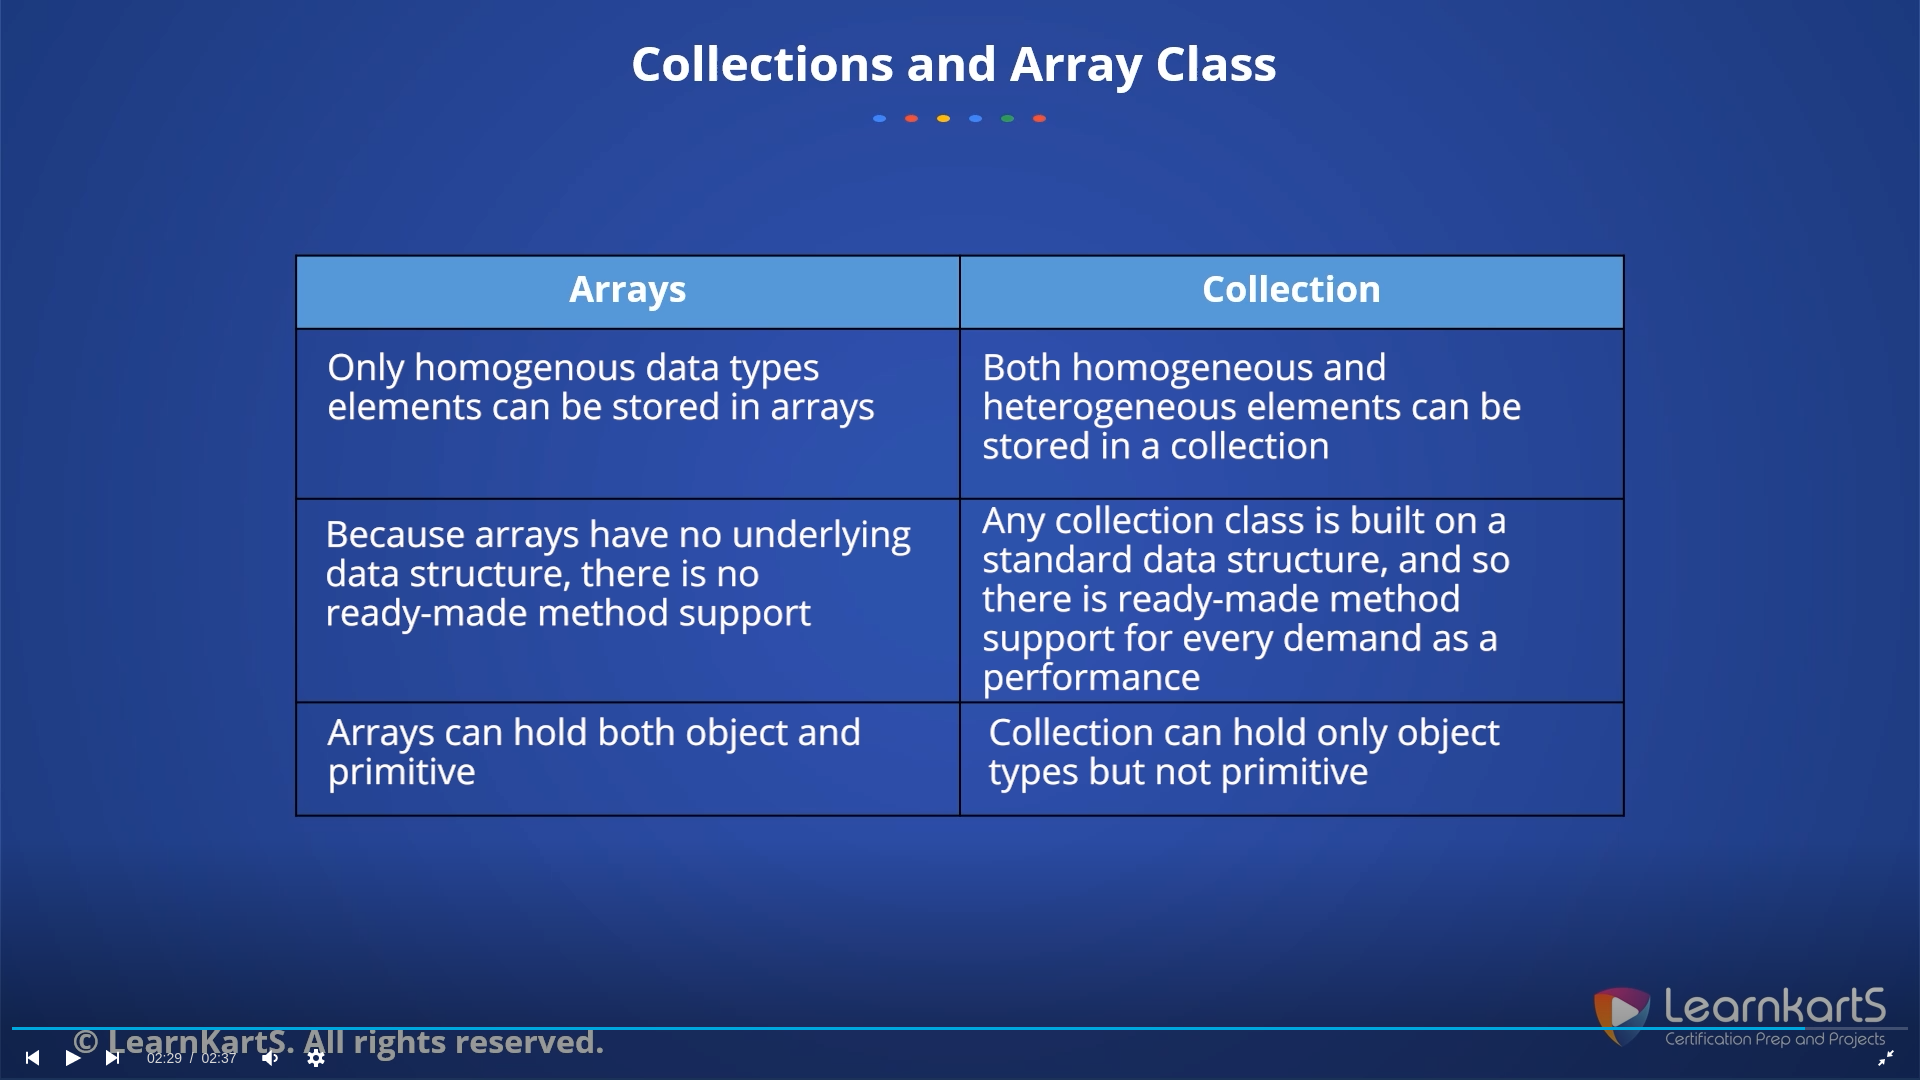 Collections and Array Class
Arrays
Collection
Only homogenous data types
elements can be stored in arrays
Both homogeneous and
heterogeneous elements can be
stored in a collection
Because arrays have no underlying
data structure, there is no
ready-made method support
Any collection class is built on a
standard data structure, and so
there is ready-made method
support for every demand as a
performance
Arrays can hold both object and
primitive
Collection can hold only object
types but not primitive
LearnkartS
Certification Prep and Projects
© LearnKartS. All rights reserved.
02:29 / 02:37